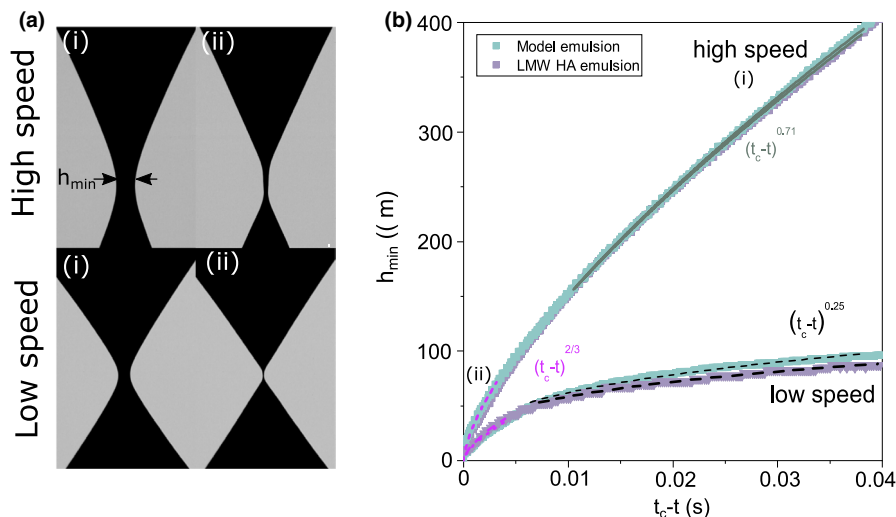 (a)
(i) (ii)
High speed
h_min
(i) (ii)
Low speed
(b)
400
300
200
100
0
h_min (( m)
Model emulsion
LMW HA emulsion
high speed
(i)
(t_c-t)^0.71
(ii)
(t_c-t)^2/3
(t_c-t)^0.25
low speed
0 0.01 0.02 0.03 0.04
t_c-t (s)